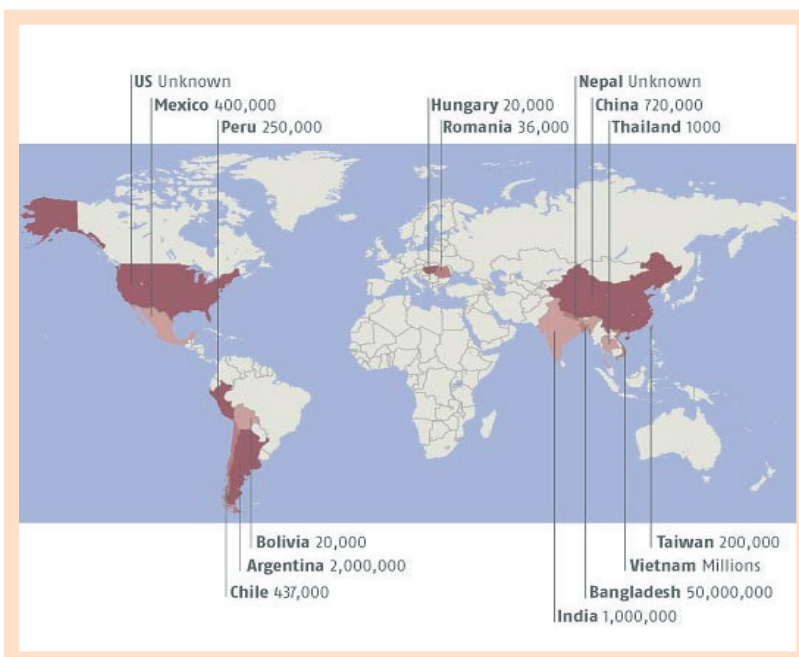 US Unknown
Mexico 400,000
Peru 250,000
Hungary 20,000
Romania 36,000
Nepal Unknown
China 720,000
Thailand 1000
Bolivia 20,000
Argentina 2,000,000
Chile 437,000
Taiwan 200,000
Vietnam Millions
Bangladesh 50,000,000
India 1,000,000